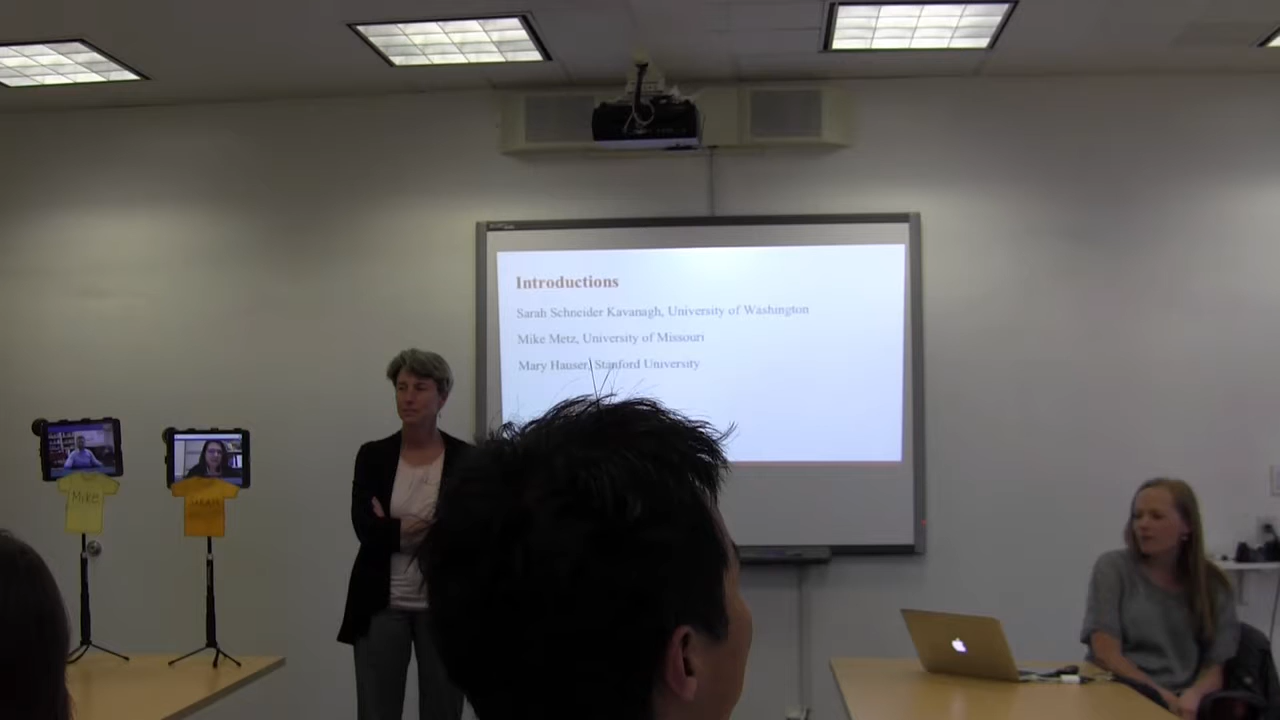 Introductions
Sarah Schneider Kavanagh, University of Washington
Mike Metz, University of Missouri
Mary Hauser, Stanford University
Mike